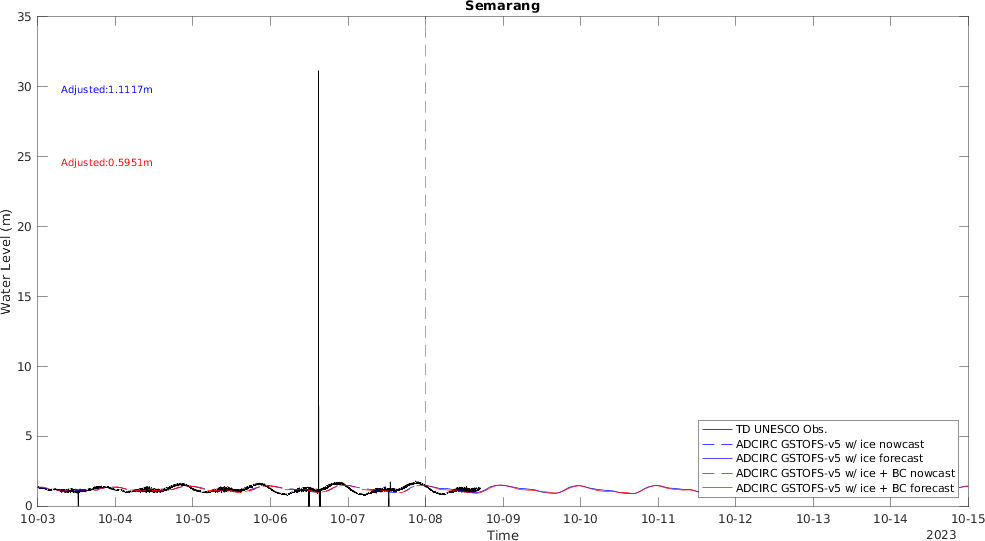 Semarang
35
30
25
20
15
10
5
0
Water Level (m)
Adjusted:1.1117m
Adjusted:0.5951m
TD UNESCO Obs.
ADCIRC GSTOFS-v5 w/ ice nowcast
ADCIRC GSTOFS-v5 w/ ice forecast
ADCIRC GSTOFS-v5 w/ ice + BC nowcast
ADCIRC GSTOFS-v5 w/ ice + BC forecast
10-03 10-04 10-05 10-06 10-07 10-08 10-09 10-10 10-11 10-12 10-13 10-14 10-15
Time
2023